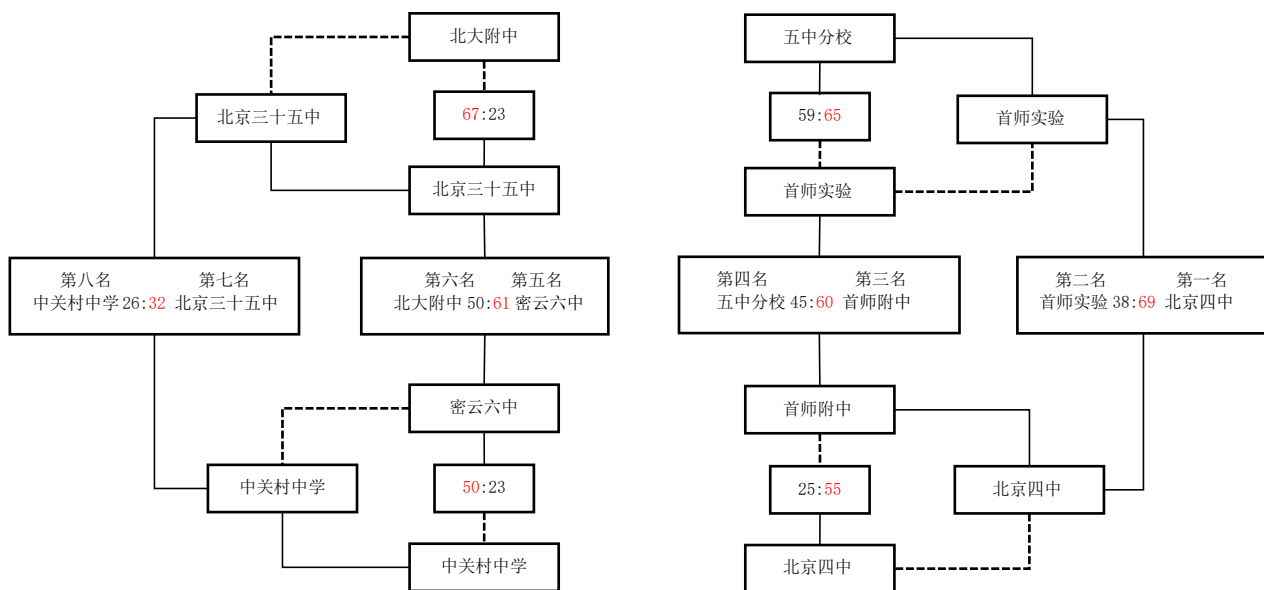 北大附中
五中分校
北京三十五中
67:23
59:65
首师实验
北京三十五中
首师实验
第八名 第七名
中关村中学 26:32 北京三十五中
第六名 第五名
北大附中 50:61 密云六中
第四名 第三名
五中分校 45:60 首师附中
第二名 第一名
首师实验 38:69 北京四中
密云六中
首师附中
中关村中学
50:23
25:55
北京四中
中关村中学
北京四中